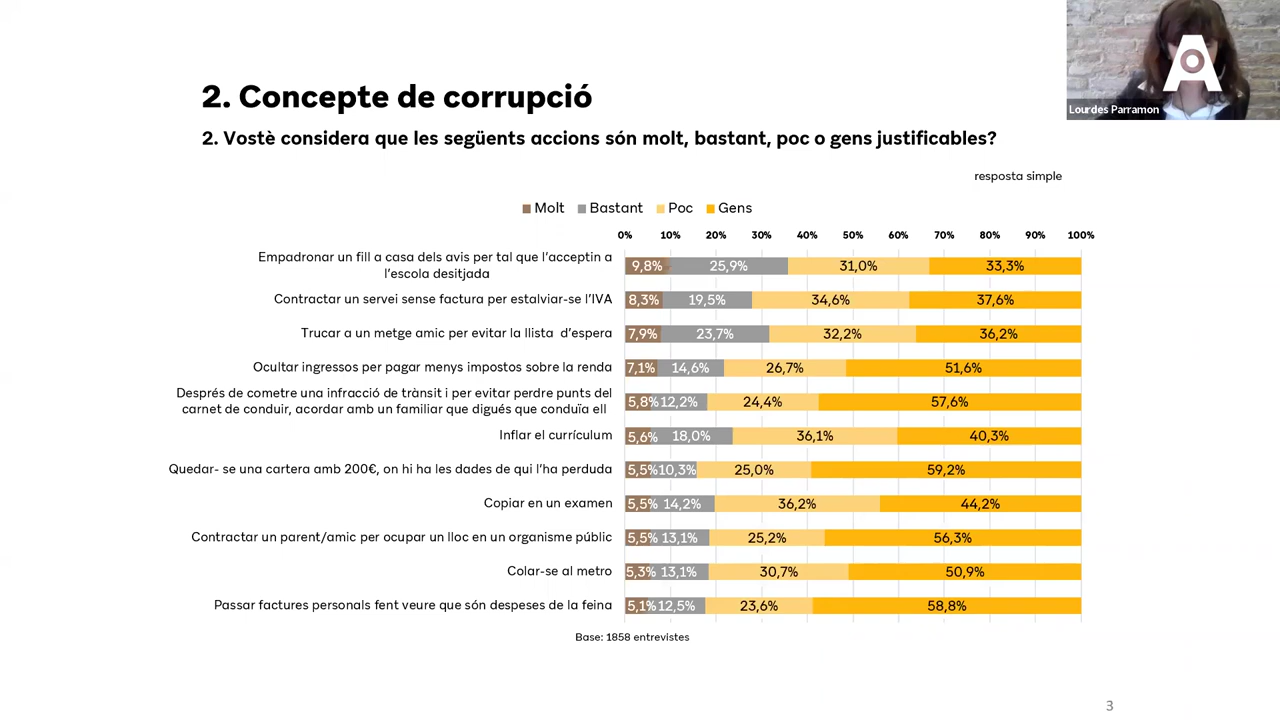 Lourdes Parramon
2. Concepte de corrupció
2. Vostè considera que les següents accions són molt, bastant, poc o gens justificables?
resposta simple
Molt Bastant Poc Gens
0% 10% 20% 30% 40% 50% 60% 70% 80% 90% 100%
Empadronar un fill a casa dels avis per tal que l'acceptin a
l'escola desitjada
9,8% 25,9% 31,0% 33,3%
Contractar un servei sense factura per estalviar-se l'IVA
8,3% 19,5% 34,6% 37,6%
Trucar a un metge amic per evitar la llista d'espera
7,9% 23,7% 32,2% 36,2%
Ocultar ingressos per pagar menys impostos sobre la renda
7,1% 14,6% 26,7% 51,6%
Després de cometre una infracció de trànsit i per evitar perdre punts del
carnet de conduir, acordar amb un familiar que digués que conduïa ell
5,8% 12,2% 24,4% 57,6%
Inflar el currículum
5,6% 18,0% 36,1% 40,3%
Quedar- se una cartera amb 200€, on hi ha les dades de qui l'ha perduda
5,5% 10,3% 25,0% 59,2%
Copiar en un examen
5,5% 14,2% 36,2% 44,2%
Contractar un parent/amic per ocupar un lloc en un organisme públic
5,5% 13,1% 25,2% 56,3%
Colar-se al metro
5,3% 13,1% 30,7% 50,9%
Passar factures personals fent veure que són despeses de la feina
5,1% 12,5% 23,6% 58,8%
Base: 1858 entrevistes
3